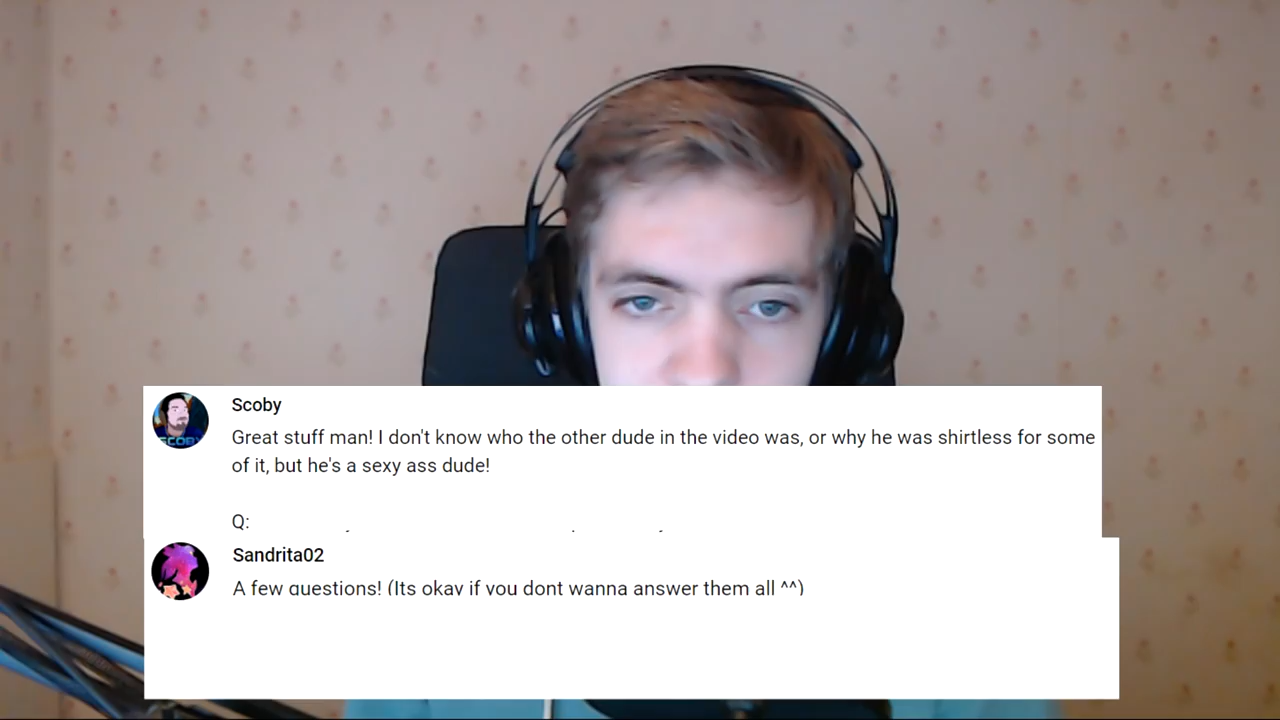 Scoby
Great stuff man! I don't know who the other dude in the video was, or why he was shirtless for some
of it, but he's a sexy ass dude!
Q:
Sandrita02
A few questions! (Its okay if you dont wanna answer them all ^^)